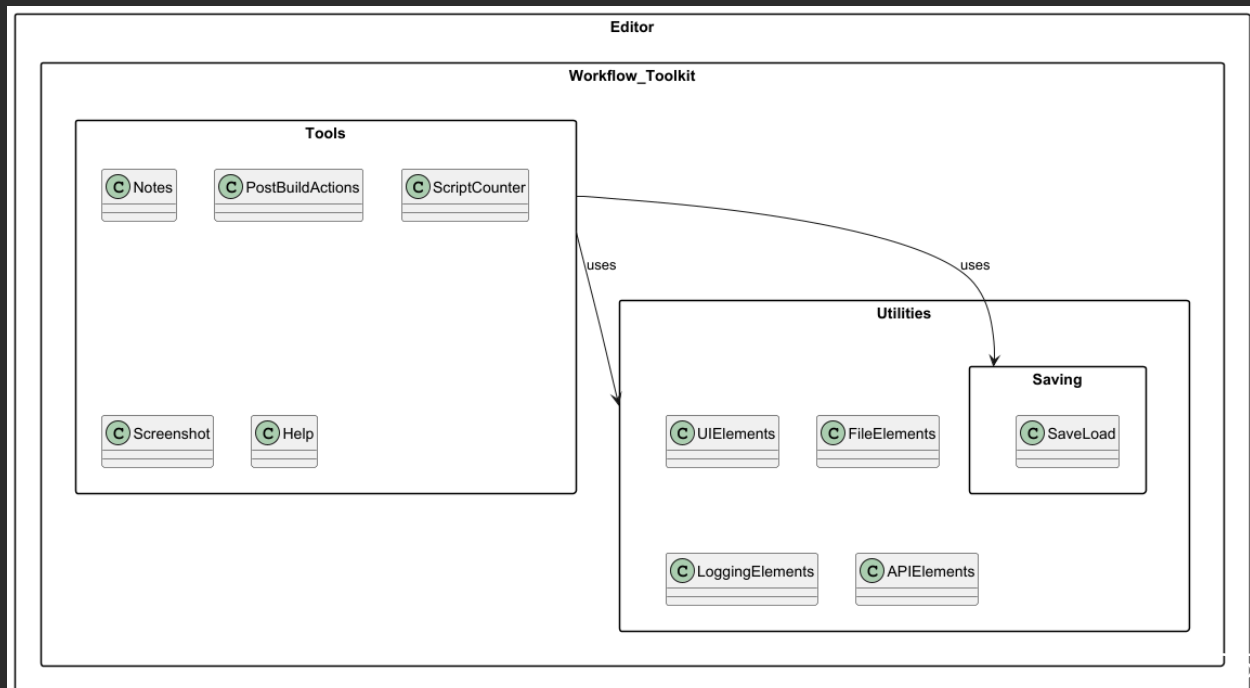 Editor
Workflow_Toolkit
Tools
C Notes
C PostBuildActions
C ScriptCounter
uses
uses
Utilities
Saving
C Screenshot
C Help
C UIElements
C FileElements
C SaveLoad
C LoggingElements
C APIElements